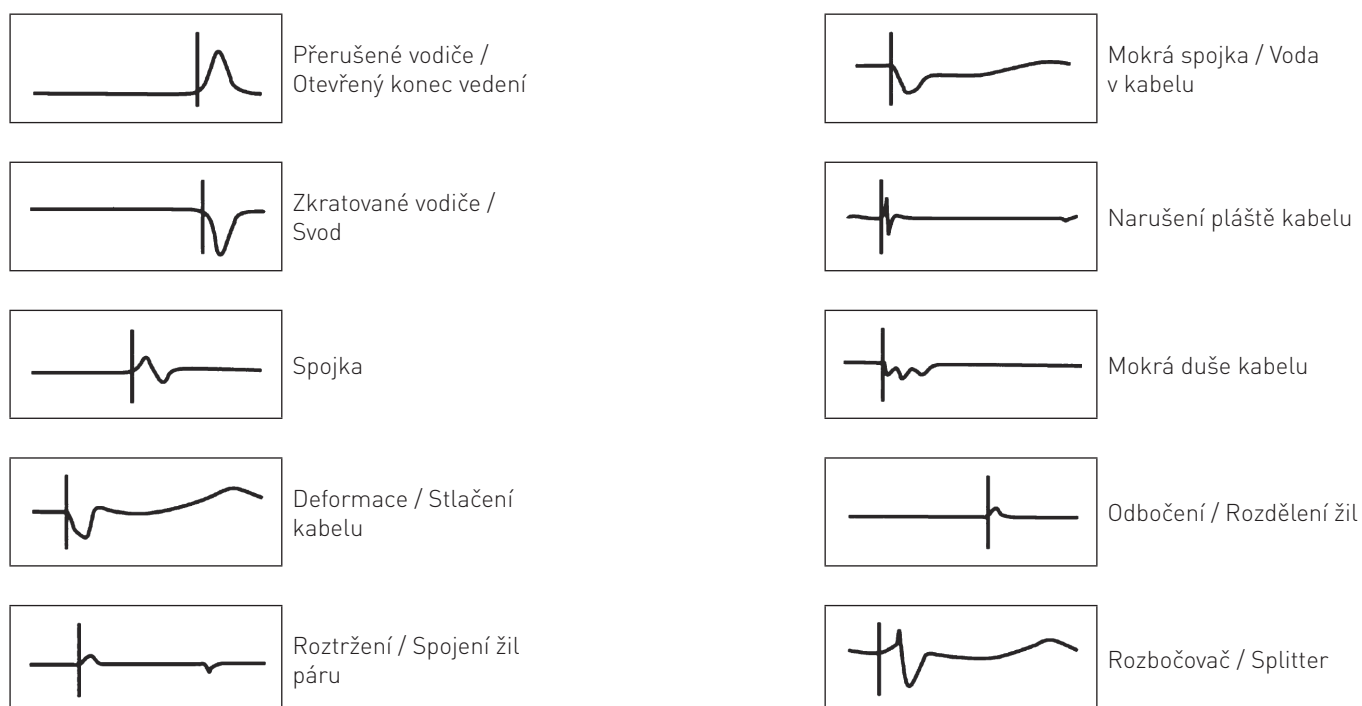 Přerušené vodiče /
Otevřený konec vedení
Zkratované vodiče /
Svod
Spojka
Deformace / Stlačení
kabelu
Roztržení / Spojení žil
páru
Mokrá spojka / Voda
v kabelu
Narušení pláště kabelu
Mokrá duše kabelu
Odbočení / Rozdělení žil
Rozbočovač / Splitter